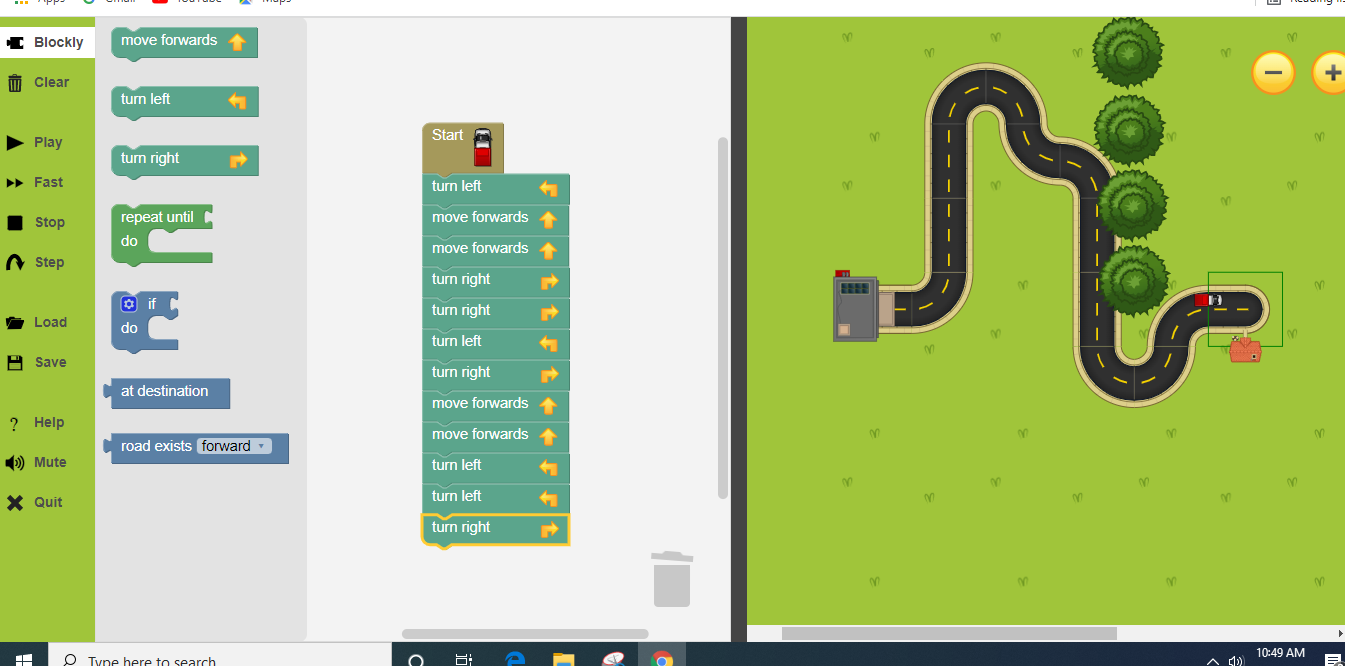 Apps Gmail YouTube Maps Reading lis
Blockly
Clear
Play
Fast
Stop
Step
Load
Save
? Help
Mute
Quit
move forwards
turn left
turn right
repeat until
do
if
do
at destination
road exists forward
Start
turn left
move forwards
move forwards
turn right
turn right
turn left
turn right
move forwards
move forwards
turn left
turn left
turn right
Type here to search
10:49 AM